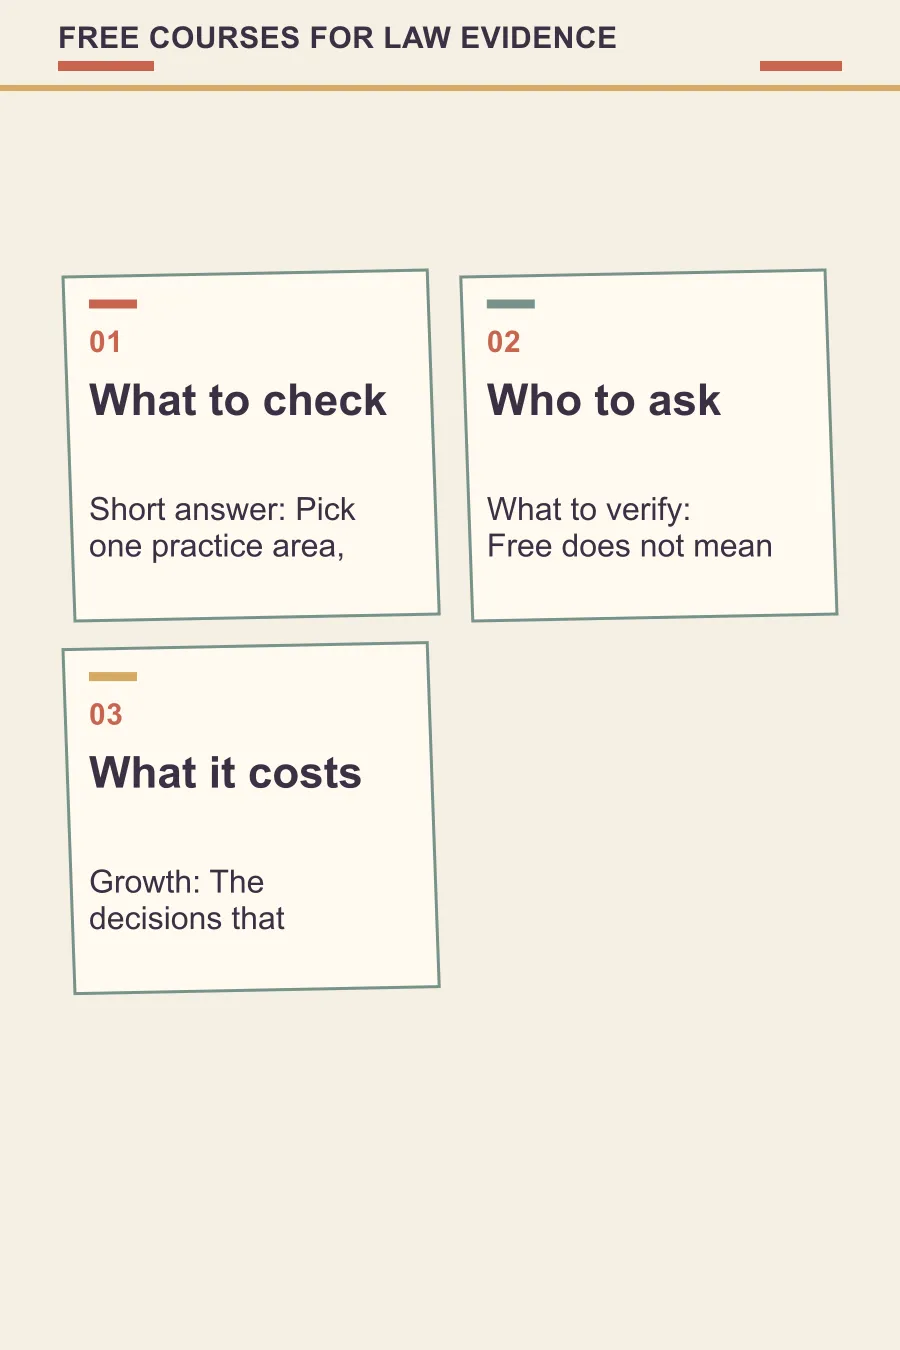 FREE COURSES FOR LAW EVIDENCE
01
What to check
Short answer: Pick
one practice area,
02
Who to ask
What to verify:
Free does not mean
03
What it costs
Growth: The
decisions that